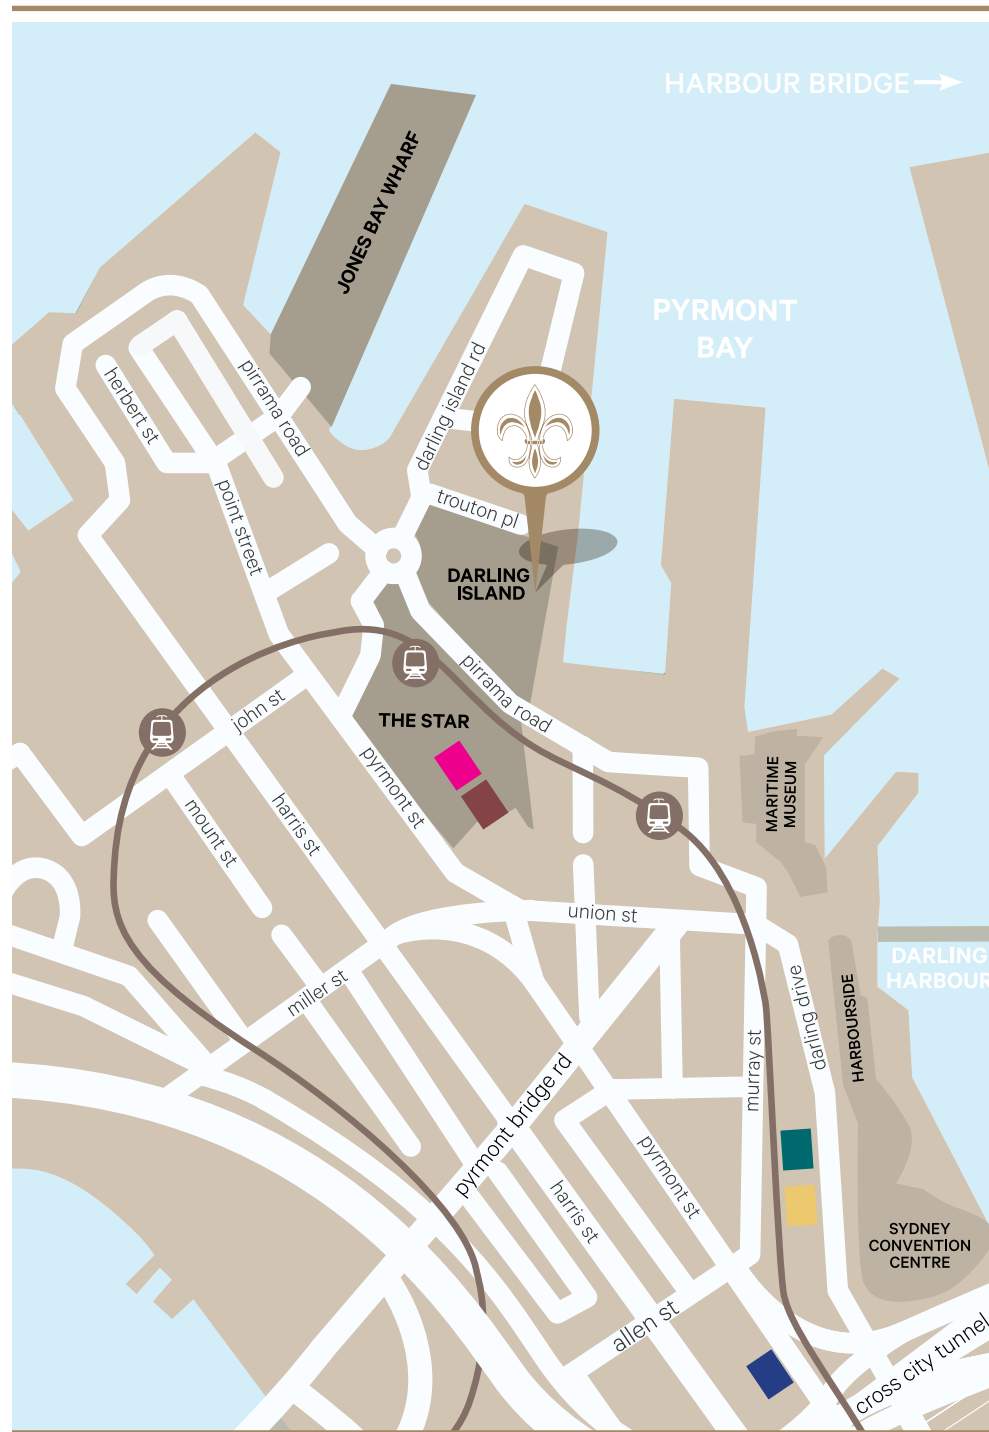 HARBOUR BRIDGE
JONES BAY WHARF
PYRMONT
BAY
darling island rd
pirrama road
herbert st
point street
trouton pl
DARLING
ISLAND
pirrama road
john st
THE STAR
pyrmont st
MARITIME
MUSEUM
mount st
harris st
union st
DARLING
HARBOUR
miller st
darling drive
HARBOURSIDE
murray st
pyrmont bridge rd
pyrmont st
harris st
SYDNEY
CONVENTION
CENTRE
allen st
cross city tunnel